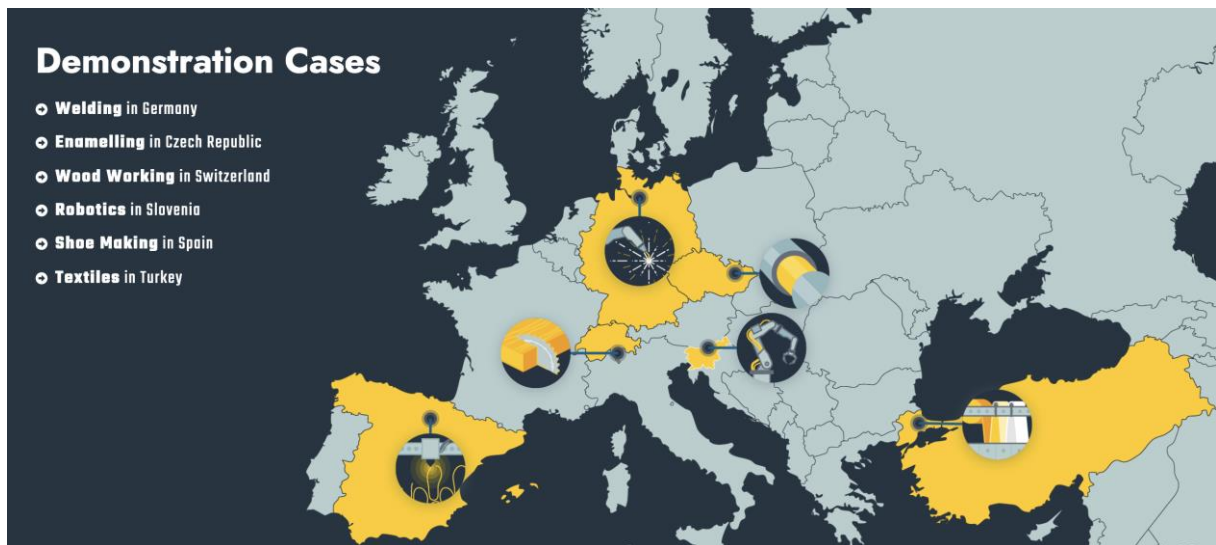 Demonstration Cases
Welding in Germany
Enamelling in Czech Republic
Wood Working in Switzerland
Robotics in Slovenia
Shoe Making in Spain
Textiles in Turkey